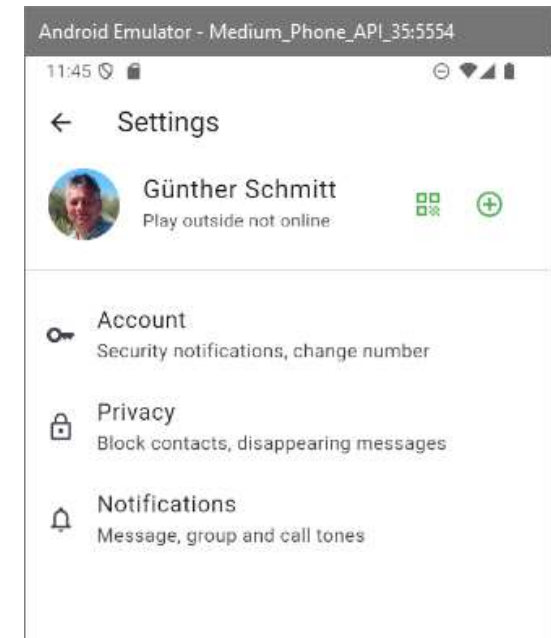 Android Emulator - Medium_Phone_API_35:5554
11:45
Settings
Günther Schmitt
Play outside not online
Account
Security notifications, change number
Privacy
Block contacts, disappearing messages
Notifications
Message, group and call tones